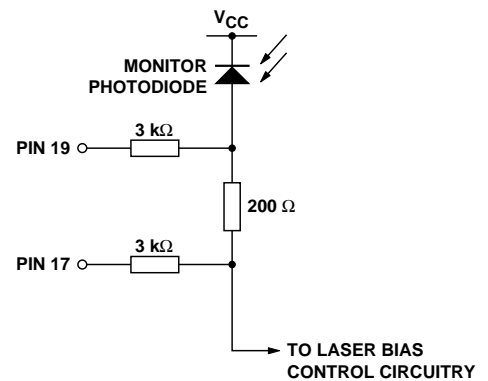 VCC
MONITOR
PHOTODIODE
3 kΩ
PIN 19
200 Ω
3 kΩ
PIN 17
TO LASER BIAS
CONTROL CIRCUITRY